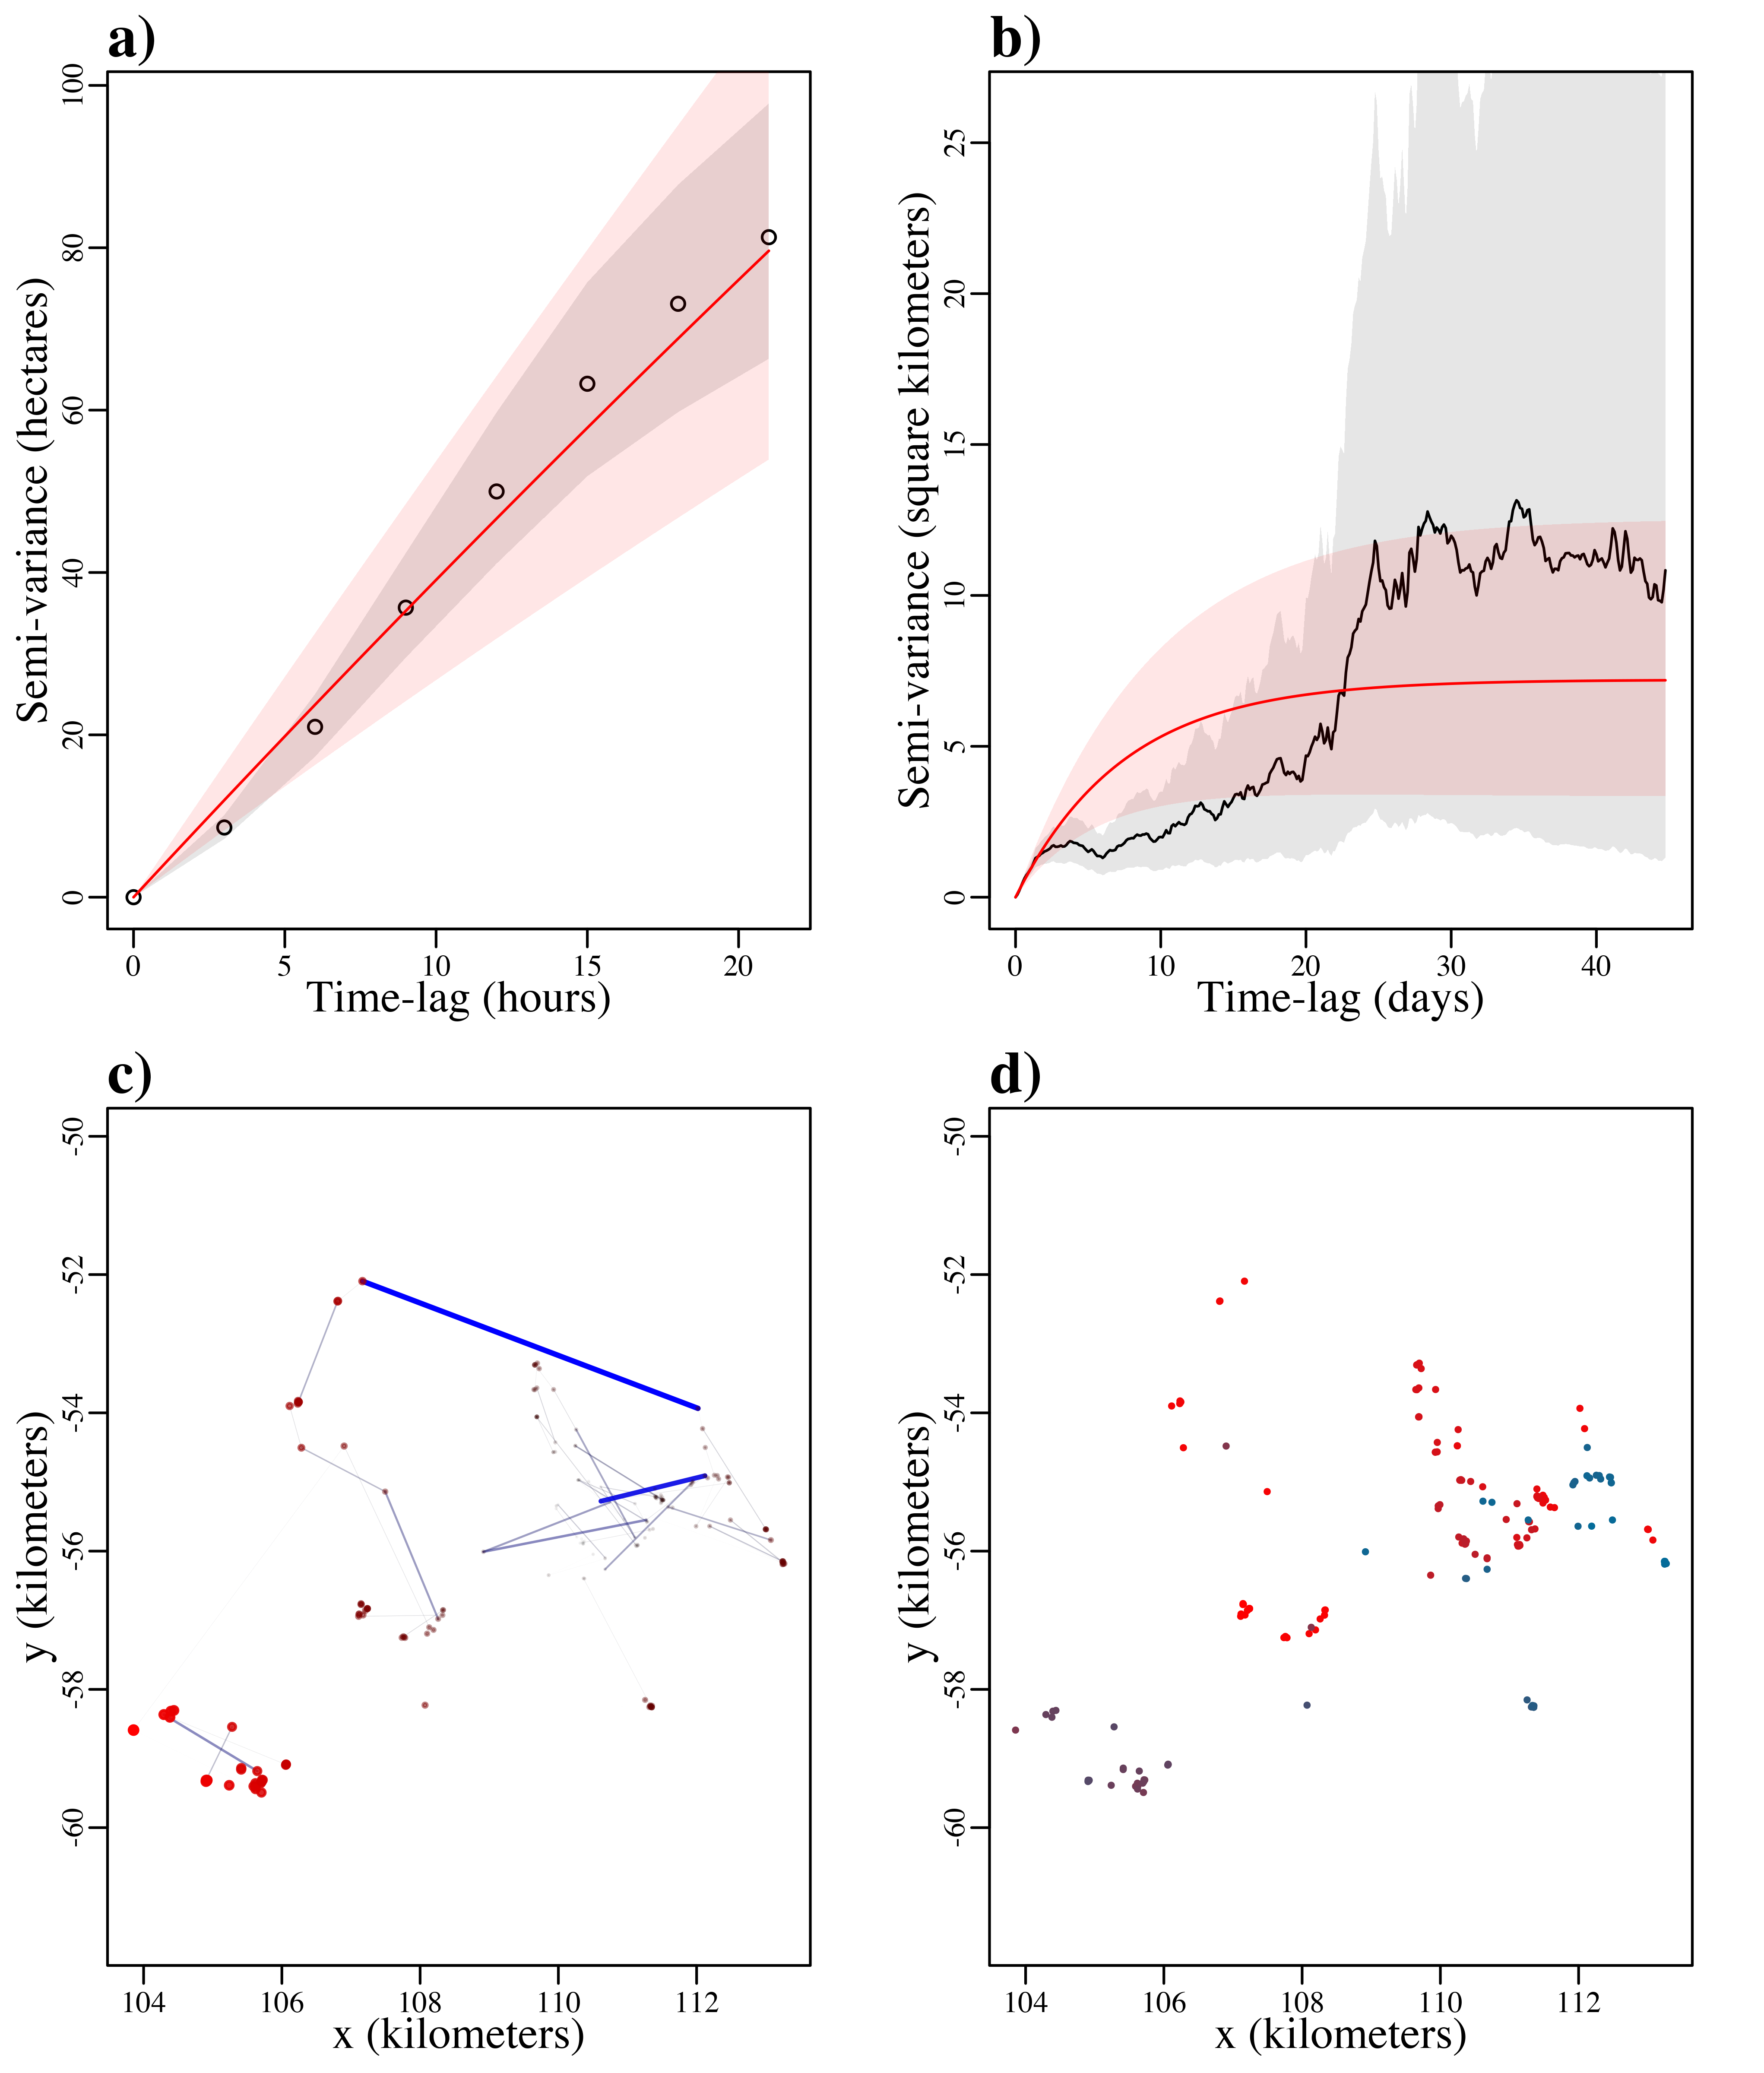 a)
Semi-variance (hectares)
100
80
60
40
20
0
0 5 10 15 20
Time-lag (hours)
b)
Semi-variance (square kilometers)
25
20
15
10
5
0
0 10 20 30 40
Time-lag (days)
c)
y (kilometers)
-50
-52
-54
-56
-58
-60
104 106 108 110 112
x (kilometers)
d)
y (kilometers)
-50
-52
-54
-56
-58
-60
104 106 108 110 112
x (kilometers)